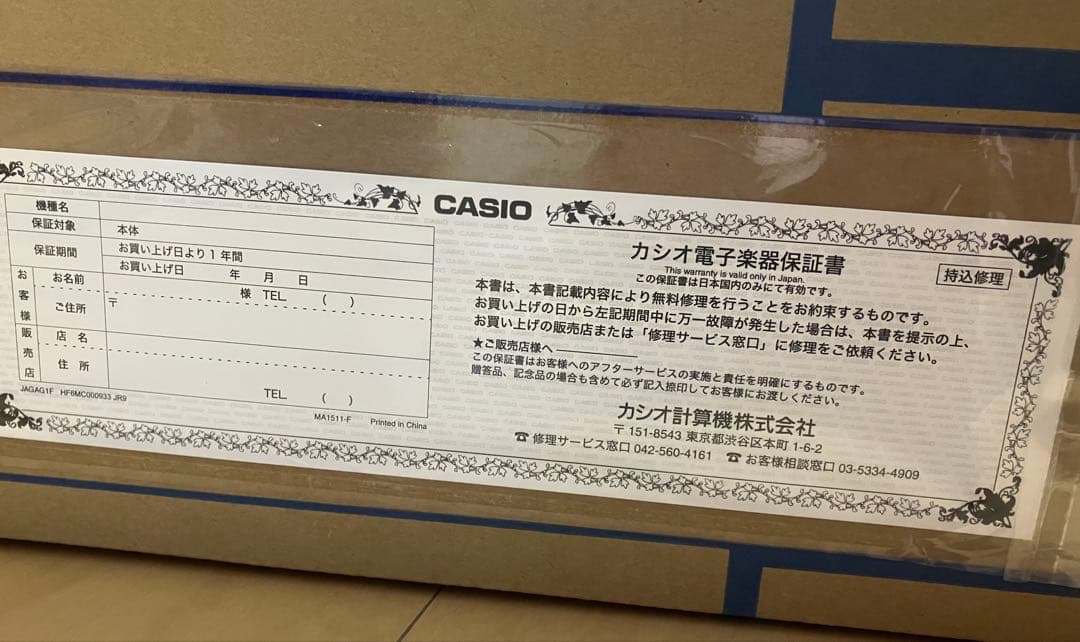 CASIO
機種名
保証対象 本体
保証期間 お買い上げ日より1年間
お買い上げ日 年 月 日
お客様 お名前 様 TEL ( )
ご住所 〒
販売店 店名
住所
TEL ( )
JAGAG1F HF6MC000933 JR9
MA1511-F Printed in China
カシオ電子楽器保証書
This warranty is valid only in Japan.
この保証書は日本国内のみにて有効です。
持込修理
本書は、本書記載内容により無料修理を行うことをお約束するものです。
お買い上げの日から左記期間中に万一故障が発生した場合は、本書を提示の上、
お買い上げの販売店または「修理サービス窓口」に修理をご依頼ください。
★ご販売店様へ
この保証書はお客様へのアフターサービスの実施と責任を明確にするものです。
贈答品、記念品の場合も含めて必ず記入捺印してお客様にお渡しください。
カシオ計算機株式会社
〒151-8543 東京都渋谷区本町 1-6-2
☎修理サービス窓口 042-560-4161 ☎お客様相談窓口 03-5334-4909